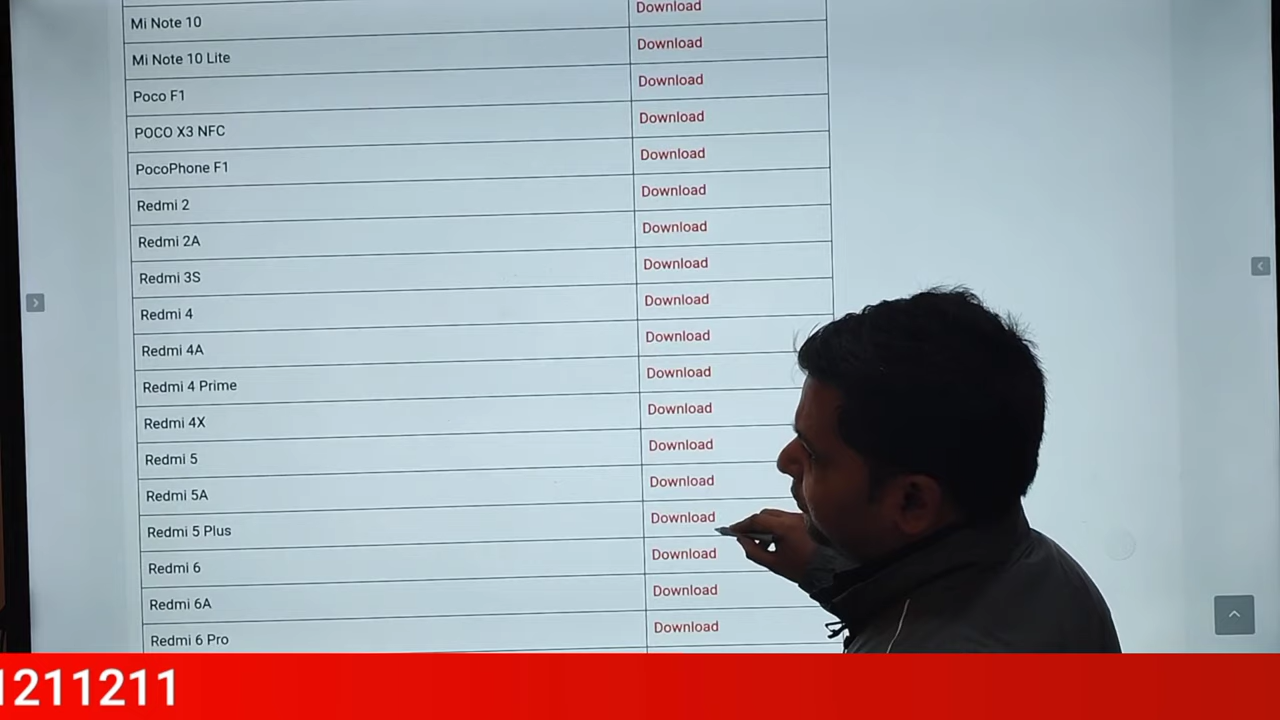 Download
Mi Note 10
Download
Mi Note 10 Lite
Download
Poco F1
Download
POCO X3 NFC
Download
PocoPhone F1
Download
Redmi 2
Download
Redmi 2A
Download
Redmi 3S
Download
Redmi 4
Download
Redmi 4A
Download
Redmi 4 Prime
Download
Redmi 4X
Download
Redmi 5
Download
Redmi 5A
Download
Redmi 5 Plus
Download
Redmi 6
Download
Redmi 6A
Download
Redmi 6 Pro
1211211